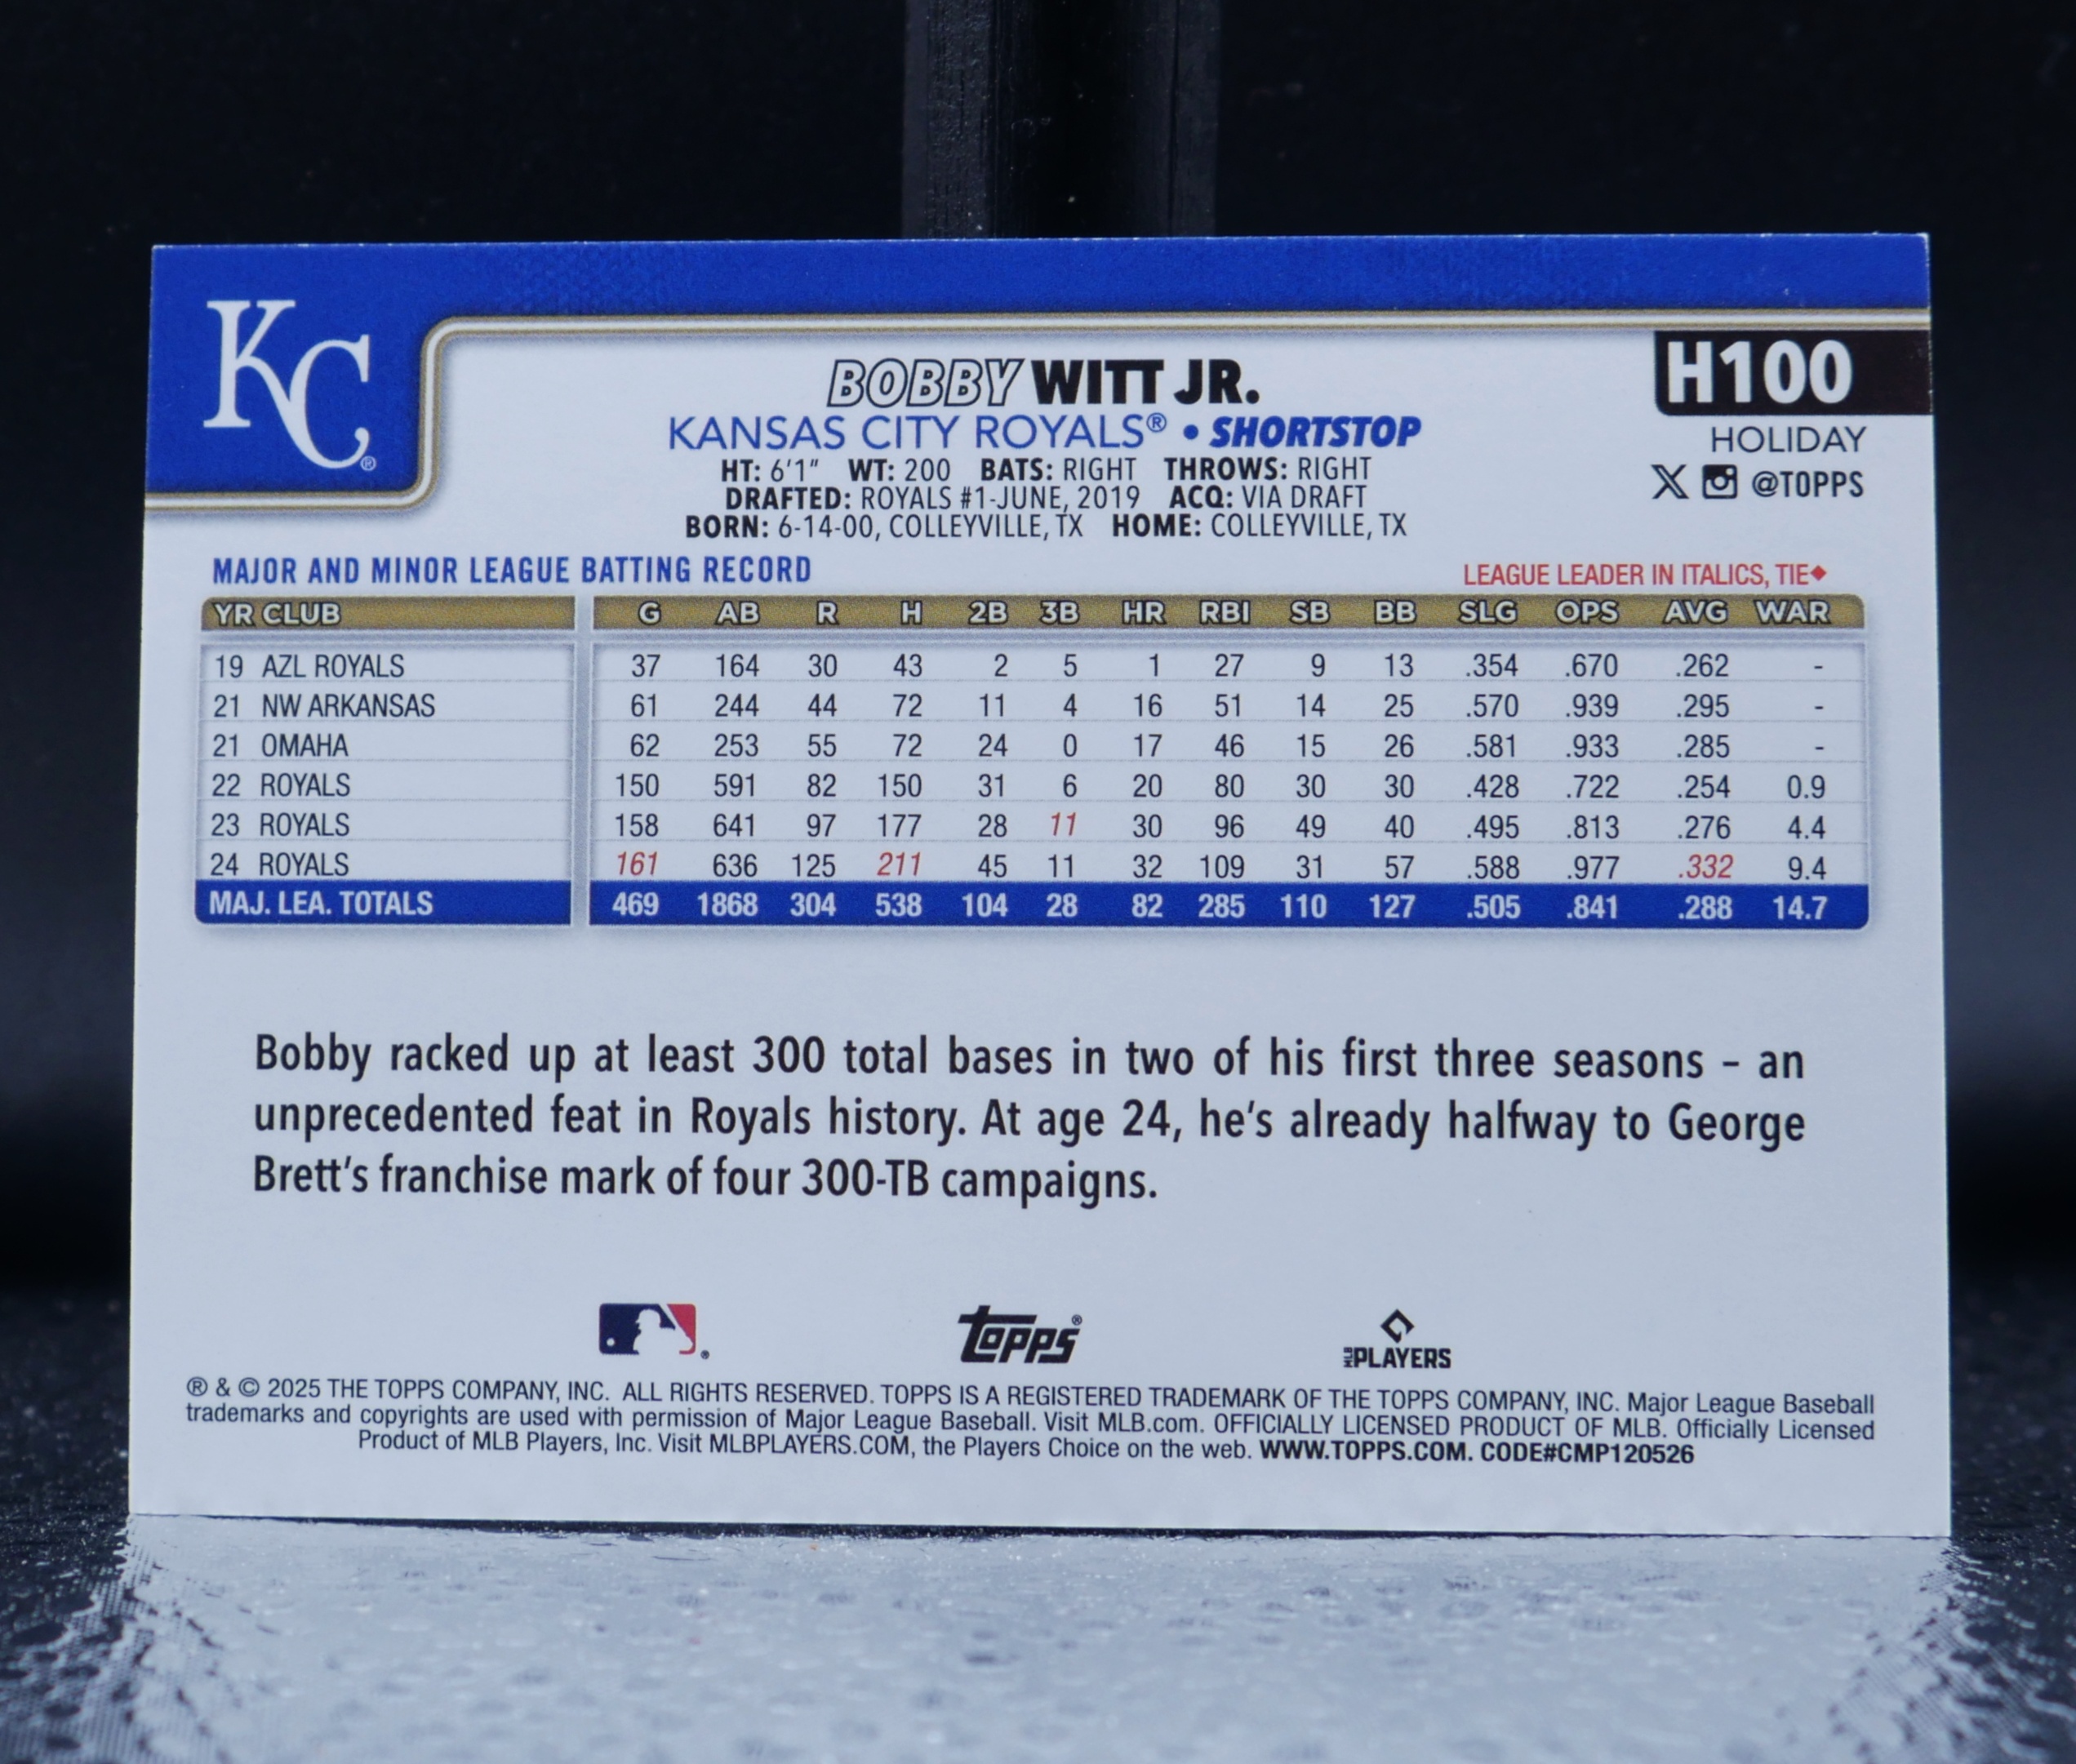 KC®
BOBBY WITT JR.
H100
KANSAS CITY ROYALS® • SHORTSTOP
HOLIDAY
HT: 6'1" WT: 200 BATS: RIGHT THROWS: RIGHT
@TOPPS
DRAFTED: ROYALS #1-JUNE, 2019 ACQ: VIA DRAFT
BORN: 6-14-00, COLLEYVILLE, TX HOME: COLLEYVILLE, TX
MAJOR AND MINOR LEAGUE BATTING RECORD LEAGUE LEADER IN ITALICS, TIE◆
YR CLUB G AB R H 2B 3B HR RBI SB BB SLG OPS AVG WAR
19 AZL ROYALS 37 164 30 43 2 5 1 27 9 13 .354 .670 .262 -
21 NW ARKANSAS 61 244 44 72 11 4 16 51 14 25 .570 .939 .295 -
21 OMAHA 62 253 55 72 24 0 17 46 15 26 .581 .933 .285 -
22 ROYALS 150 591 82 150 31 6 20 80 30 30 .428 .722 .254 0.9
23 ROYALS 158 641 97 177 28 11 30 96 49 40 .495 .813 .276 4.4
24 ROYALS 161 636 125 211 45 11 32 109 31 57 .588 .977 .332 9.4
MAJ. LEA. TOTALS 469 1868 304 538 104 28 82 285 110 127 .505 .841 .288 14.7
Bobby racked up at least 300 total bases in two of his first three seasons – an
unprecedented feat in Royals history. At age 24, he's already halfway to George
Brett's franchise mark of four 300-TB campaigns.
topps®
MLB PLAYERS
® & © 2025 THE TOPPS COMPANY, INC. ALL RIGHTS RESERVED. TOPPS IS A REGISTERED TRADEMARK OF THE TOPPS COMPANY, INC. Major League Baseball
trademarks and copyrights are used with permission of Major League Baseball. Visit MLB.com. OFFICIALLY LICENSED PRODUCT OF MLB. Officially Licensed
Product of MLB Players, Inc. Visit MLBPLAYERS.COM, the Players Choice on the web. WWW.TOPPS.COM. CODE#CMP120526